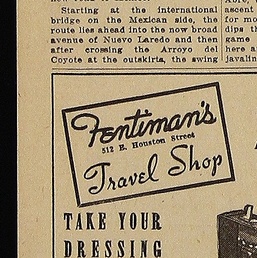 Starting at the international
bridge on the Mexican side, the
route lies ahead into the now broad
avenue of Nuevo Laredo and then
after crossing the Arroyo del
Coyote at the outskirts, the swing
ascent
for mo
dips th
game
here a
javalin
Fentiman's
512 E. Houston Street
Travel Shop
TAKE YOUR
DRESSING